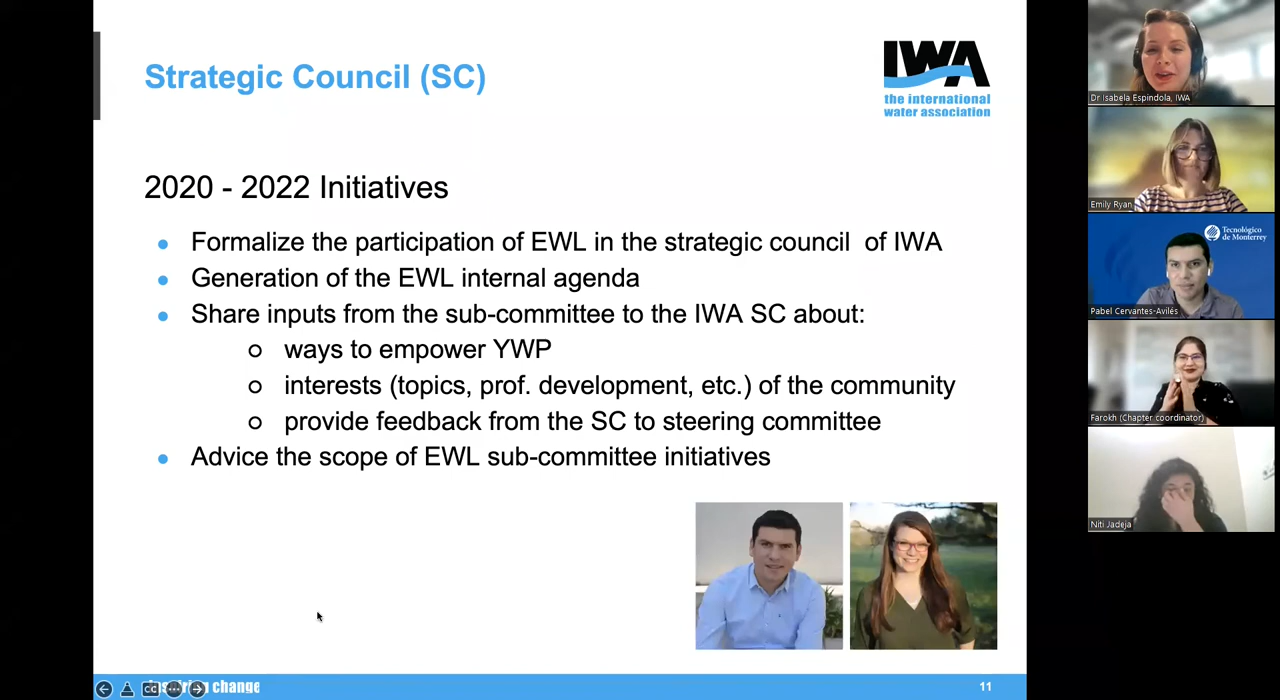 Strategic Council (SC)
IWA
the international
water association
2020 - 2022 Initiatives
Formalize the participation of EWL in the strategic council of IWA
Generation of the EWL internal agenda
Share inputs from the sub-committee to the IWA SC about:
ways to empower YWP
interests (topics, prof. development, etc.) of the community
provide feedback from the SC to steering committee
Advice the scope of EWL sub-committee initiatives
CC
change
11
Dr Isabela Espindola, IWA
Emily Ryan
Tecnológico
de Monterrey
Pabel Cervantes-Avilés
Farokh (Chapter coordinator)
Niti Jadeja